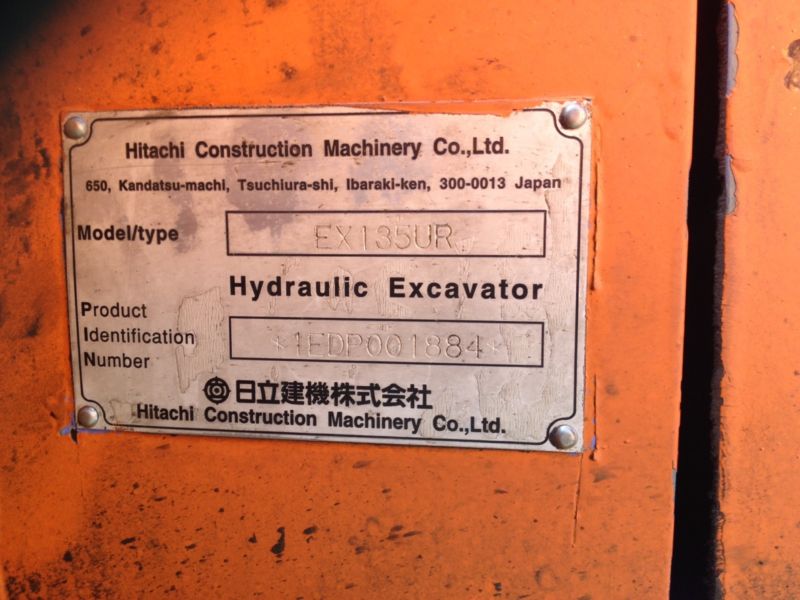 Hitachi Construction Machinery Co.,Ltd.
650, Kandatsu-machi, Tsuchiura-shi, Ibaraki-ken, 300-0013 Japan
Model/type EX135UR
Hydraulic Excavator
Product
Identification
Number
*1EDP001884*
日立建機株式会社
Hitachi Construction Machinery Co.,Ltd.